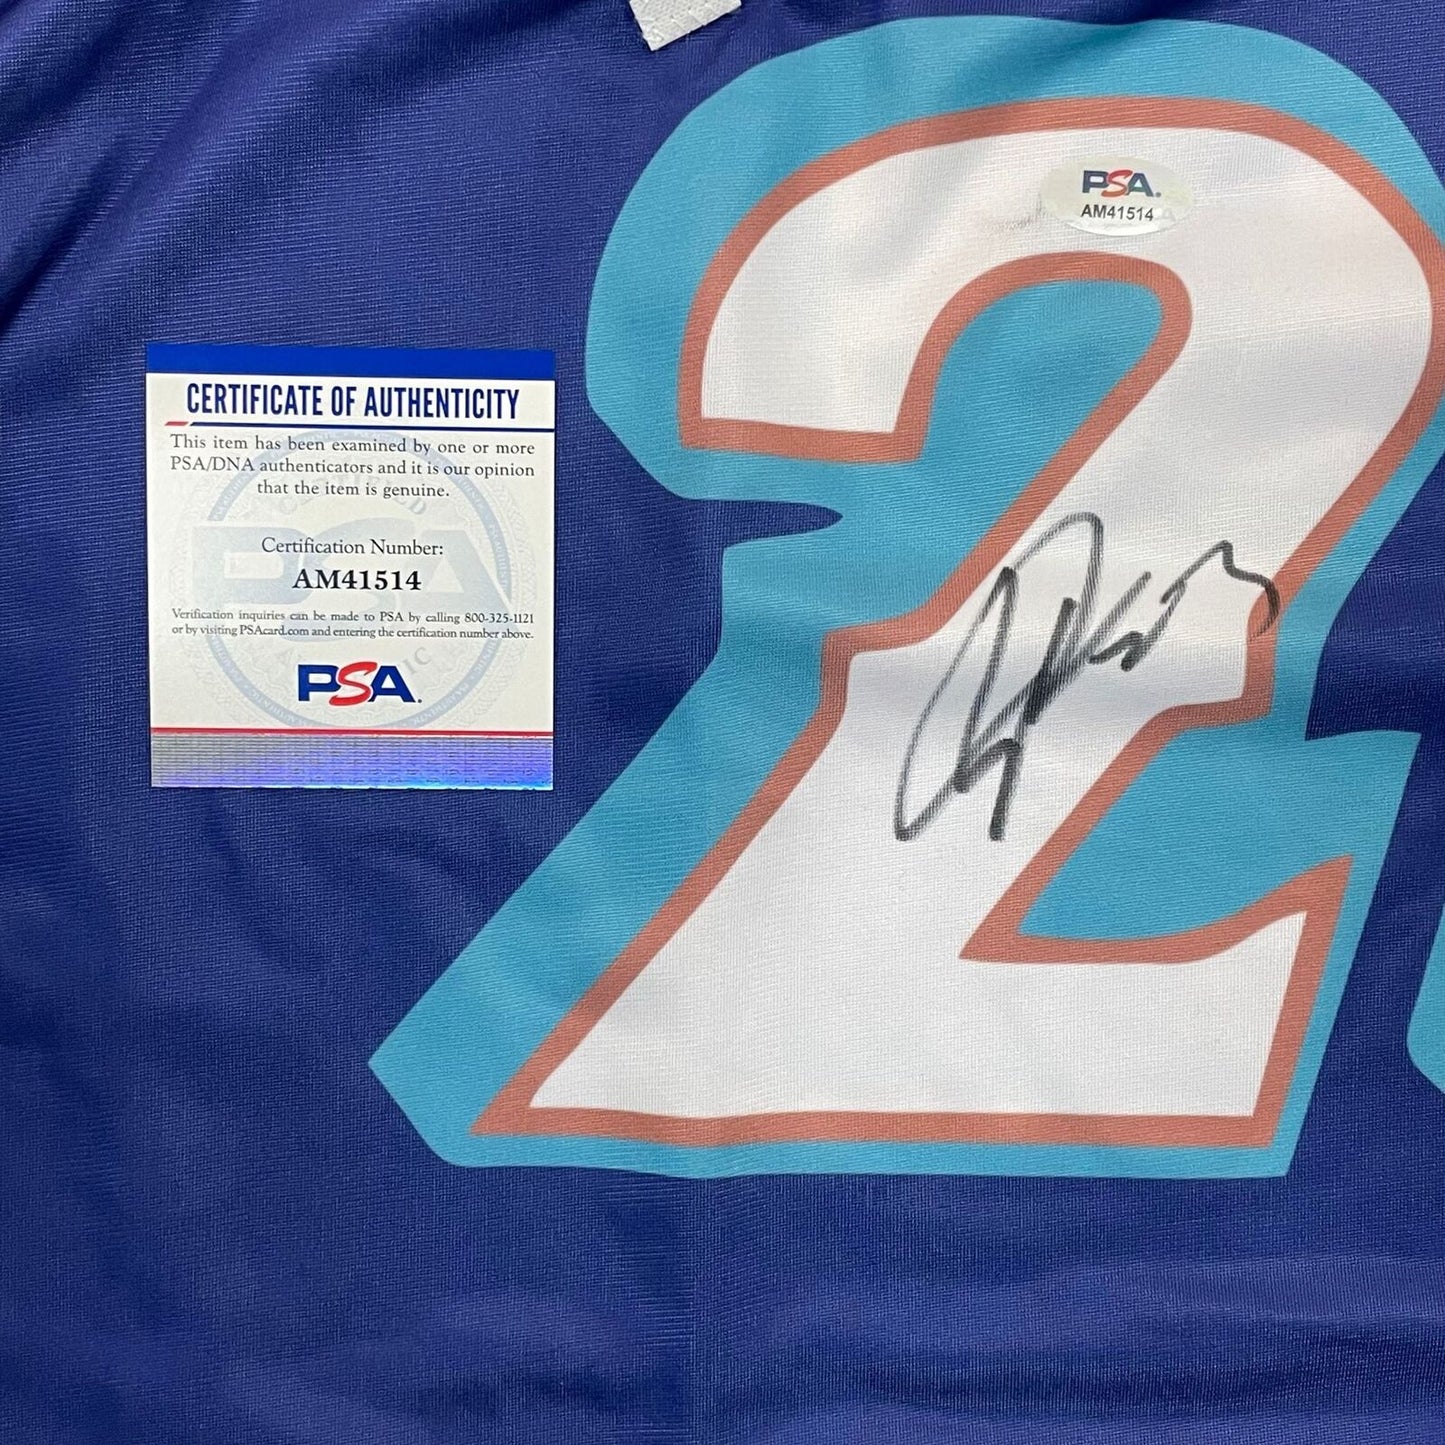 PSA.
AM41514
CERTIFICATE OF AUTHENTICITY
This item has been examined by one or more
PSA/DNA authenticators and it is our opinion
that the item is genuine.
Certification Number:
AM41514
Verification inquiries can be made to PSA by calling 800-325-1121
or by visiting PSAcard.com and entering the certification number above.
PSA.
2